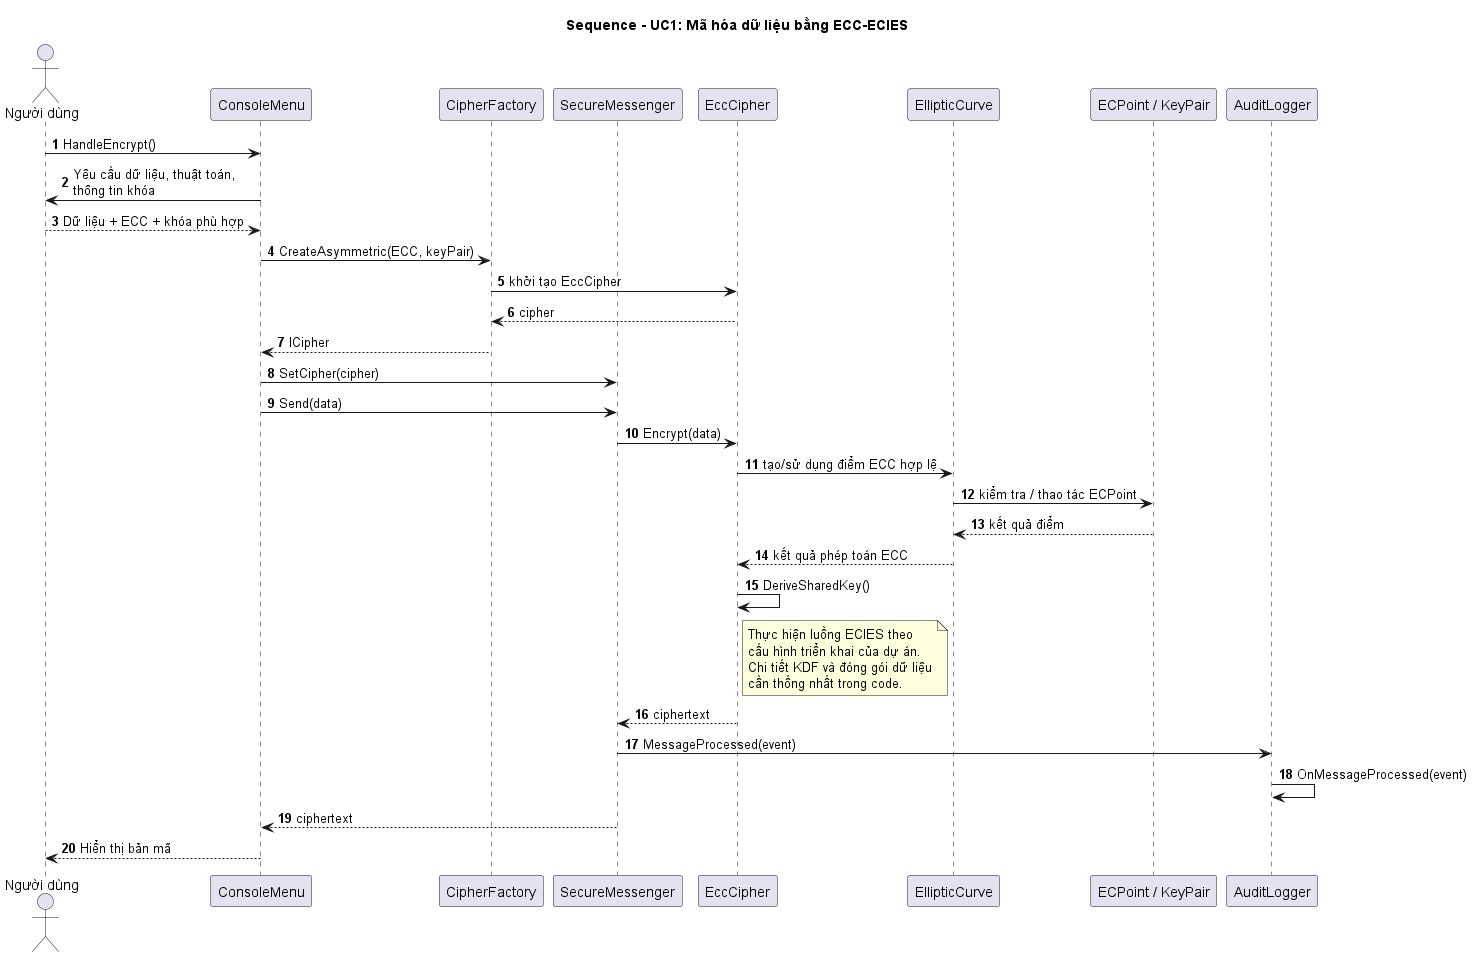 Sequence - UC1: Mã hóa dữ liệu bằng ECC-ECIES
Người dùng
ConsoleMenu
CipherFactory
SecureMessenger
EccCipher
EllipticCurve
ECPoint / KeyPair
AuditLogger
1 HandleEncrypt()
2 Yêu cầu dữ liệu, thuật toán,
thông tin khóa
3 Dữ liệu + ECC + khóa phù hợp
4 CreateAsymmetric(ECC, keyPair)
5 khởi tạo EccCipher
6 cipher
7 ICipher
8 SetCipher(cipher)
9 Send(data)
10 Encrypt(data)
11 tạo/sử dụng điểm ECC hợp lệ
12 kiểm tra / thao tác ECPoint
13 kết quả điểm
14 kết quả phép toán ECC
15 DeriveSharedKey()
Thực hiện luồng ECIES theo
cấu hình triển khai của dự án.
Chi tiết KDF và đóng gói dữ liệu
cần thống nhất trong code.
16 ciphertext
17 MessageProcessed(event)
18 OnMessageProcessed(event)
19 ciphertext
20 Hiển thị bản mã
Người dùng
ConsoleMenu
CipherFactory
SecureMessenger
EccCipher
EllipticCurve
ECPoint / KeyPair
AuditLogger